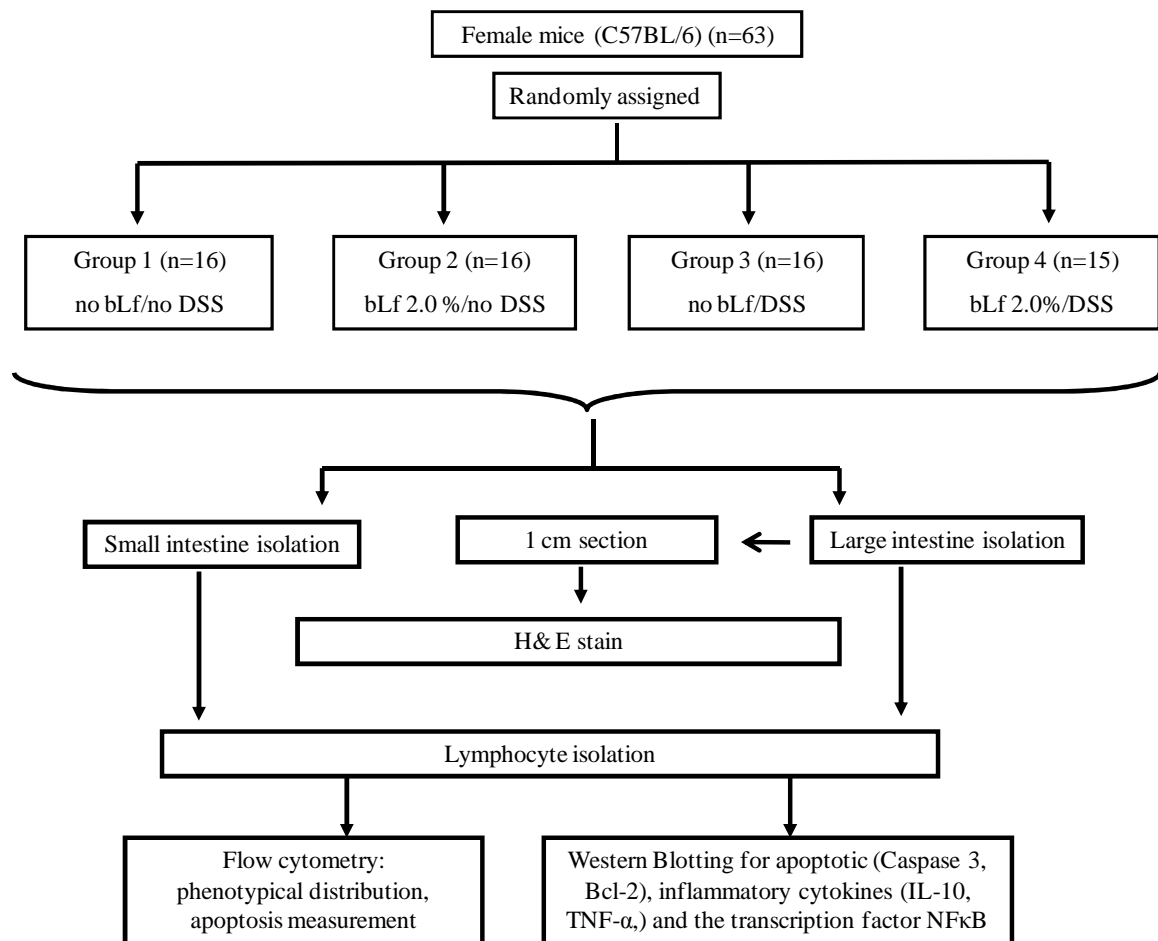 Female mice (C57BL/6) (n=63)
Randomly assigned
Group 1 (n=16)
no bLf/no DSS
Group 2 (n=16)
bLf 2.0 %/no DSS
Group 3 (n=16)
no bLf/DSS
Group 4 (n=15)
bLf 2.0%/DSS
Small intestine isolation
1 cm section
Large intestine isolation
H& E stain
Lymphocyte isolation
Flow cytometry:
phenotypical distribution,
apoptosis measurement
Western Blotting for apoptotic (Caspase 3,
Bcl-2), inflammatory cytokines (IL-10,
TNF-α,) and the transcription factor NFκB